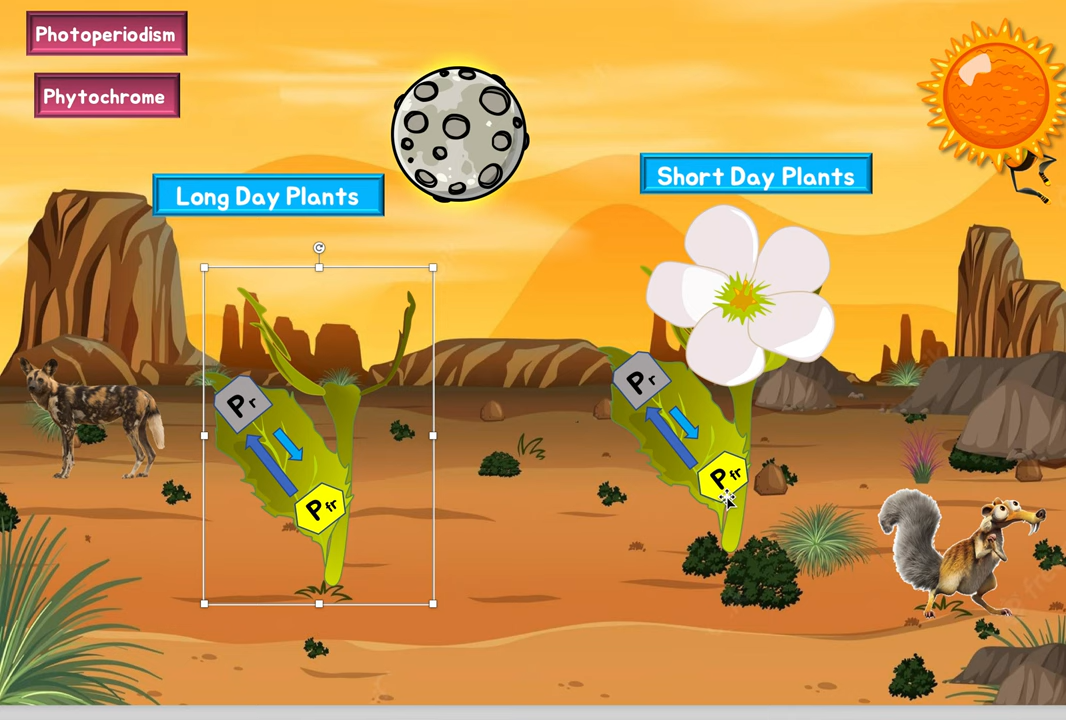 Photoperiodism
Phytochrome
Long Day Plants
Short Day Plants
Pr
Pfr
Pr
Pfr